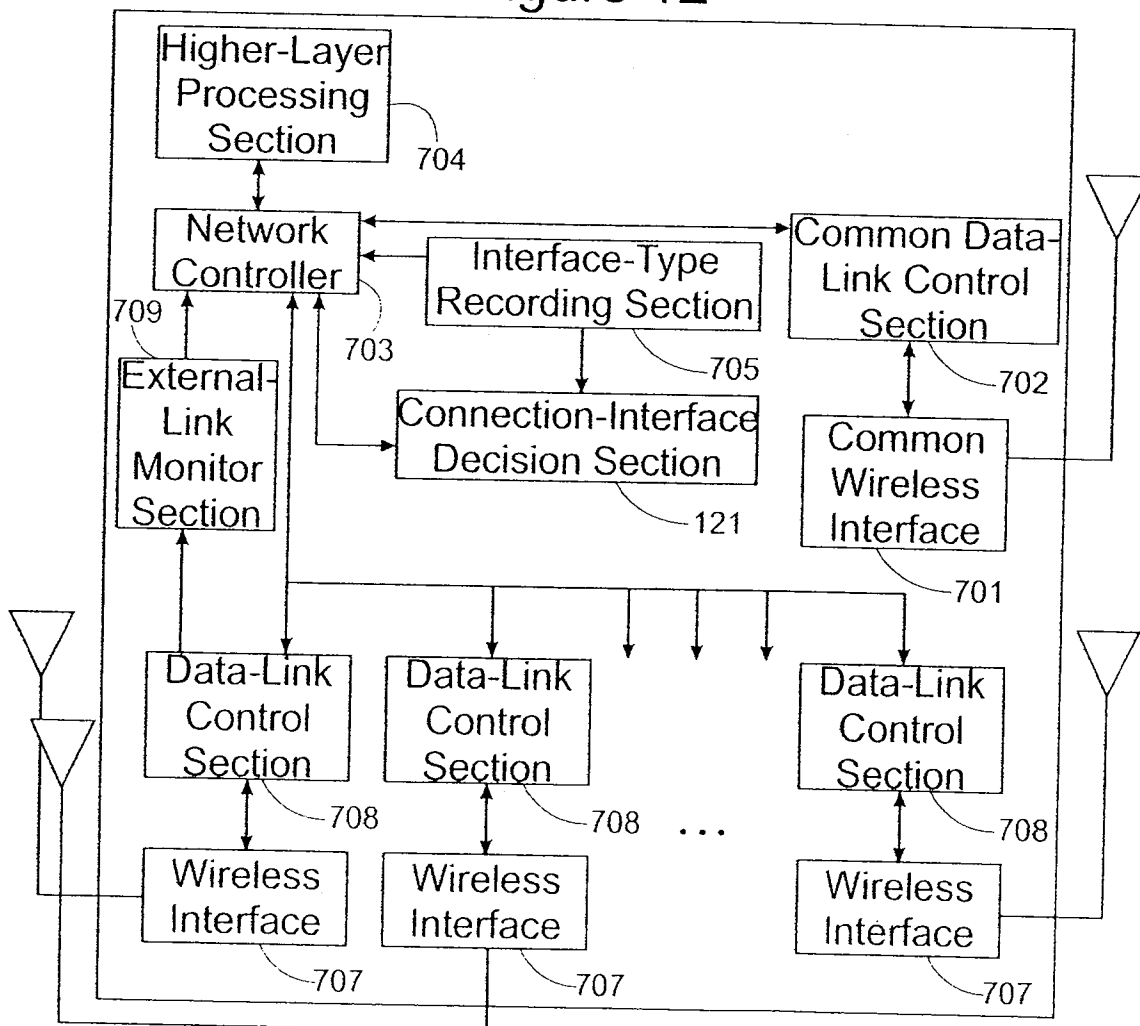 Higher-Layer
Processing
Section
704
Network
Controller
703
Interface-Type
Recording Section
705
Common Data-
Link Control
Section
702
709
External-
Link
Monitor
Section
Connection-Interface
Decision Section
121
Common
Wireless
Interface
701
Data-Link
Control
Section
708
Data-Link
Control
Section
708
...
Data-Link
Control
Section
708
Wireless
Interface
707
Wireless
Interface
707
Wireless
Interface
707